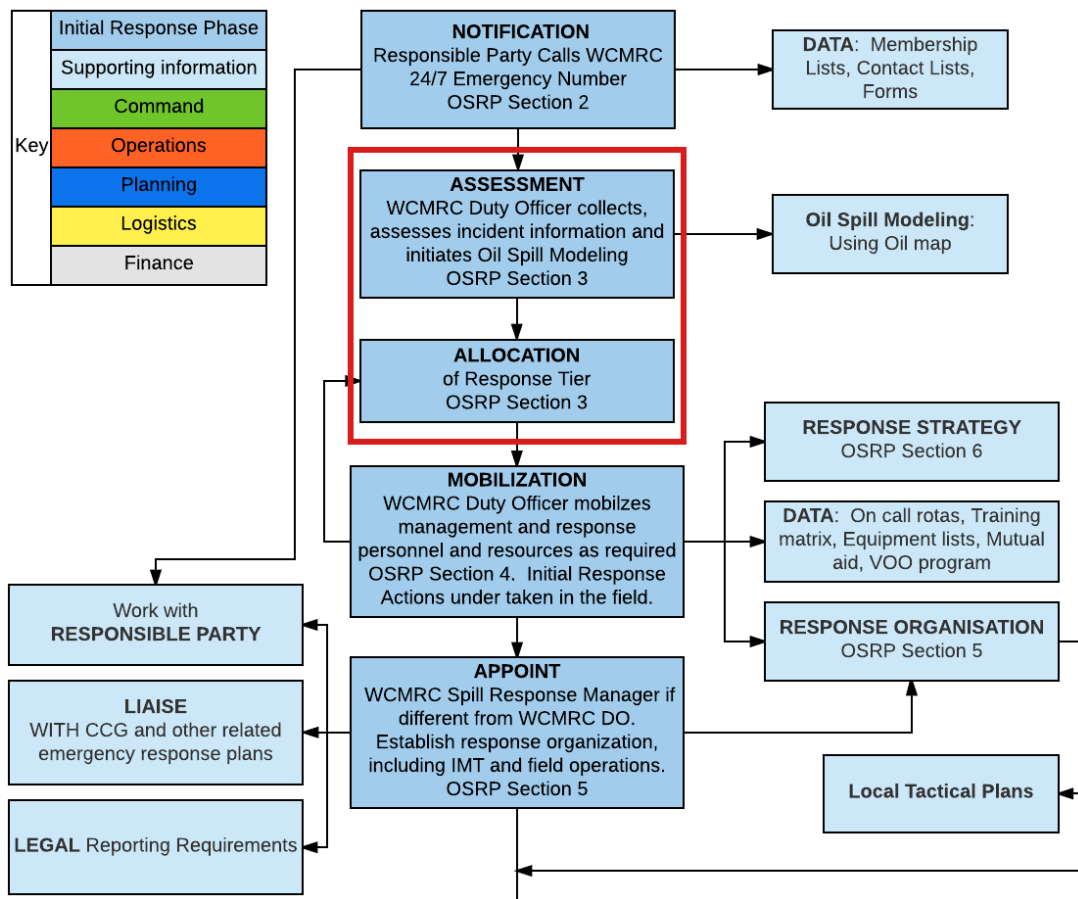 Key
Initial Response Phase
Supporting information
Command
Operations
Planning
Logistics
Finance
NOTIFICATION
Responsible Party Calls WCMRC
24/7 Emergency Number
OSRP Section 2
DATA:  Membership
Lists, Contact Lists,
Forms
ASSESSMENT
WCMRC Duty Officer collects,
assesses incident information and
initiates Oil Spill Modeling
OSRP Section 3
Oil Spill Modeling:
Using Oil map
ALLOCATION
of Response Tier
OSRP Section 3
MOBILIZATION
WCMRC Duty Officer mobilzes
management and response
personnel and resources as required
OSRP Section 4.  Initial Response
Actions under taken in the field.
RESPONSE STRATEGY
OSRP Section 6
DATA:  On call rotas, Training
matrix, Equipment lists, Mutual
aid, VOO program
RESPONSE ORGANISATION
OSRP Section 5
Work with
RESPONSIBLE PARTY
LIAISE
WITH CCG and other related
emergency response plans
LEGAL Reporting Requirements
APPOINT
WCMRC Spill Response Manager if
different from WCMRC DO.
Establish response organization,
including IMT and field operations.
OSRP Section 5
Local Tactical Plans